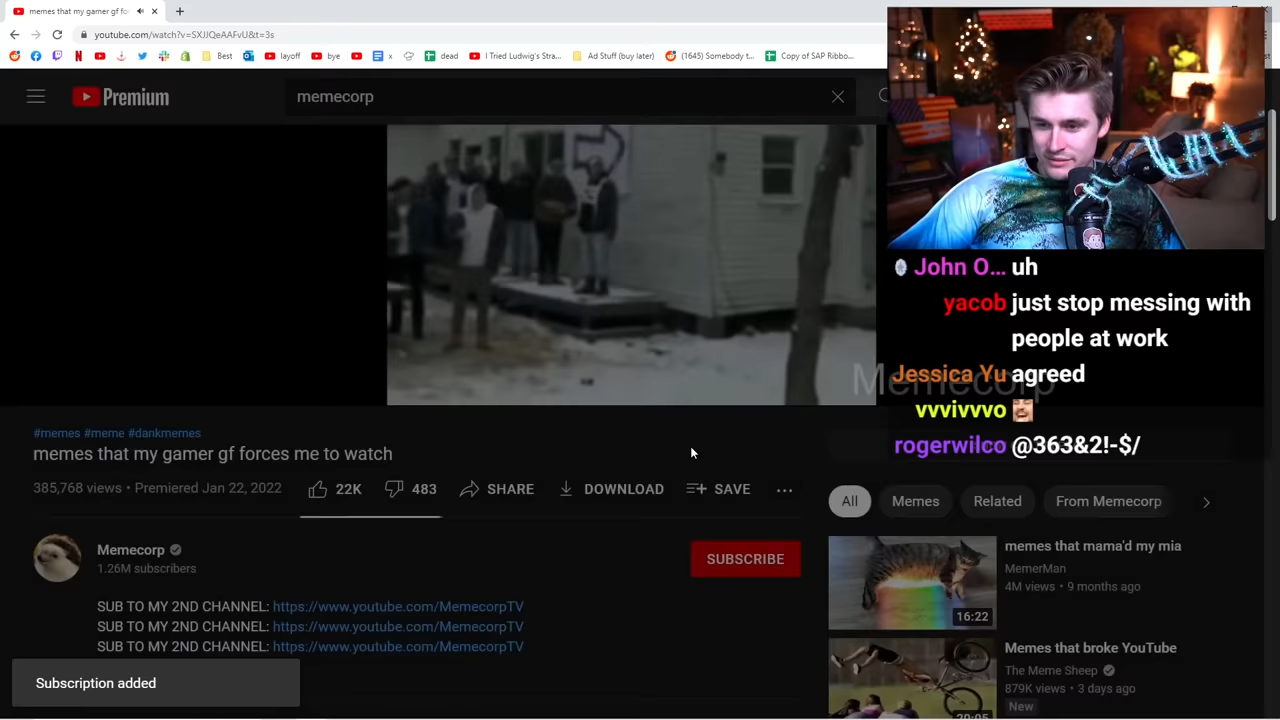 memes that my gamer gf fo
youtube.com/watch?v=SXJJQeAAFvU&t=3s
layoff
bye
x
dead
I Tried Ludwig's Stra...
Ad Stuff (buy later)
(1645) Somebody t...
Copy of SAP Ribbo...
Best
Premium
memecorp
John O... uh
yacob just stop messing with
people at work
Jessica Yu agreed
vvvivvvo
rogerwilco @363&2!-$/
Memecorp
#memes #meme #dankmemes
memes that my gamer gf forces me to watch
385,768 views • Premiered Jan 22, 2022
22K
483
SHARE
DOWNLOAD
SAVE
All
Memes
Related
From Memecorp
Memecorp
1.26M subscribers
SUBSCRIBE
SUB TO MY 2ND CHANNEL: https://www.youtube.com/MemecorpTV
SUB TO MY 2ND CHANNEL: https://www.youtube.com/MemecorpTV
SUB TO MY 2ND CHANNEL: https://www.youtube.com/MemecorpTV
Subscription added
memes that mama'd my mia
MemerMan
4M views • 9 months ago
16:22
Memes that broke YouTube
The Meme Sheep
879K views • 3 days ago
New
20:05